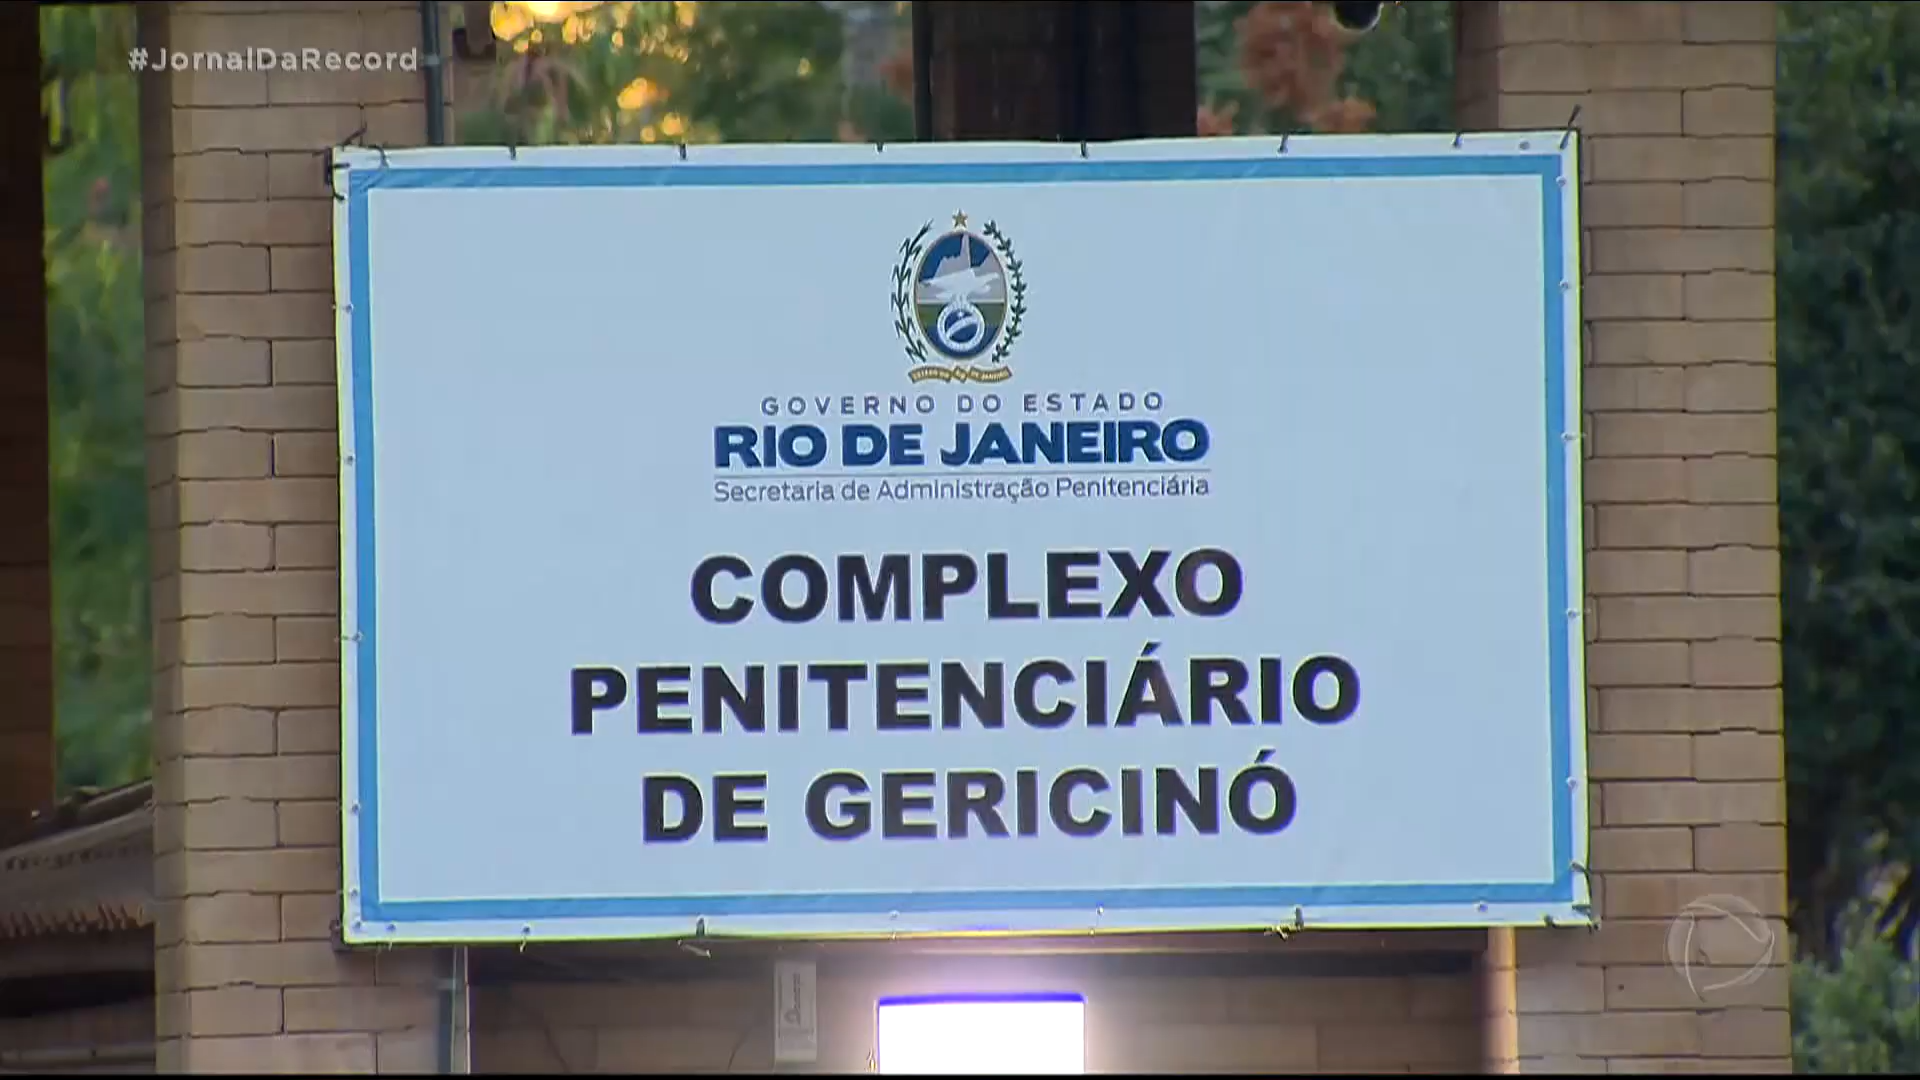 #JornalDaRecord
GOVERNO DO ESTADO
RIO DE JANEIRO
Secretaria de Administração Penitenciária
COMPLEXO
PENITENCIÁRIO
DE GERICINÓ